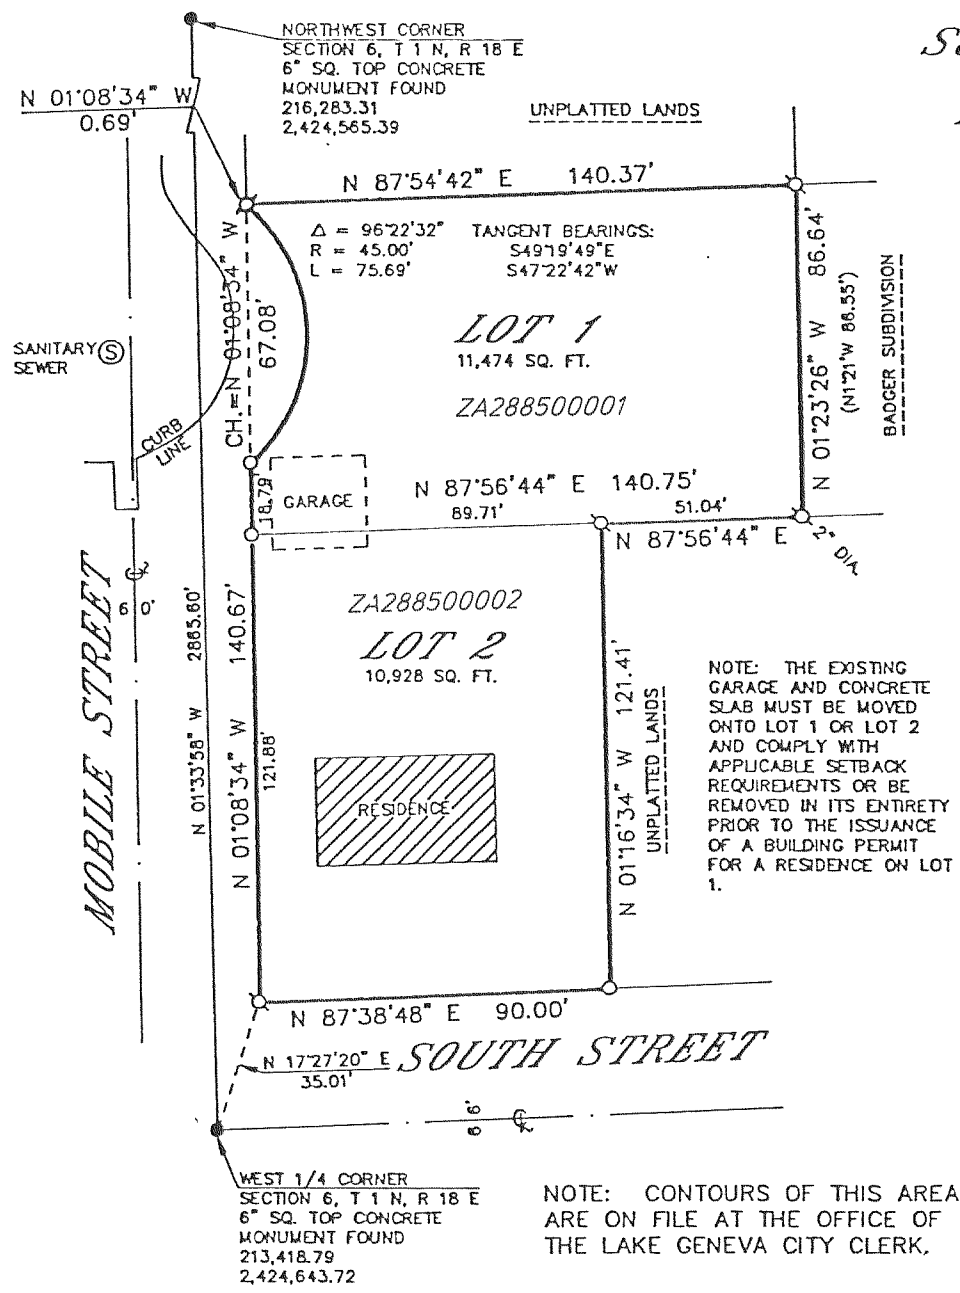 NORTHWEST CORNER
SECTION 6, T 1 N, R 18 E
6" SQ. TOP CONCRETE
MONUMENT FOUND
216,283.31
2,424,565.39
N 01°08'34" W
0.69'
UNPLATTED LANDS
N 87°54'42" E 140.37'
Δ = 96°22'32"
R = 45.00'
L = 75.69'
TANGENT BEARINGS:
S49°19'49"E
S47°22'42"W
CH.=N 01°08'34" W
67.08'
LOT 1
11,474 SQ. FT.
ZA288500001
N 01°23'26" W 86.64'
(N1°21'W 86.55')
BADGER SUBDIVISION
SANITARY Ⓢ
SEWER
CURB
LINE
18.79'
GARAGE
N 87°56'44" E 140.75'
89.71'
51.04'
N 87°56'44" E
2" DIA.
MOBILE STREET
60'
N 01°33'58" W 2865.60'
N 01°08'34" W 140.67'
121.88'
ZA288500002
LOT 2
10,928 SQ. FT.
RESIDENCE
N 01°16'34" W 121.41'
UNPLATTED LANDS
NOTE: THE EXISTING
GARAGE AND CONCRETE
SLAB MUST BE MOVED
ONTO LOT 1 OR LOT 2
AND COMPLY WITH
APPLICABLE SETBACK
REQUIREMENTS OR BE
REMOVED IN ITS ENTIRETY
PRIOR TO THE ISSUANCE
OF A BUILDING PERMIT
FOR A RESIDENCE ON LOT
1.
N 87°38'48" E 90.00'
N 17°27'20" E
35.01'
SOUTH STREET
66'
WEST 1/4 CORNER
SECTION 6, T 1 N, R 18 E
6" SQ. TOP CONCRETE
MONUMENT FOUND
213,418.79
2,424,643.72
NOTE: CONTOURS OF THIS AREA
ARE ON FILE AT THE OFFICE OF
THE LAKE GENEVA CITY CLERK.